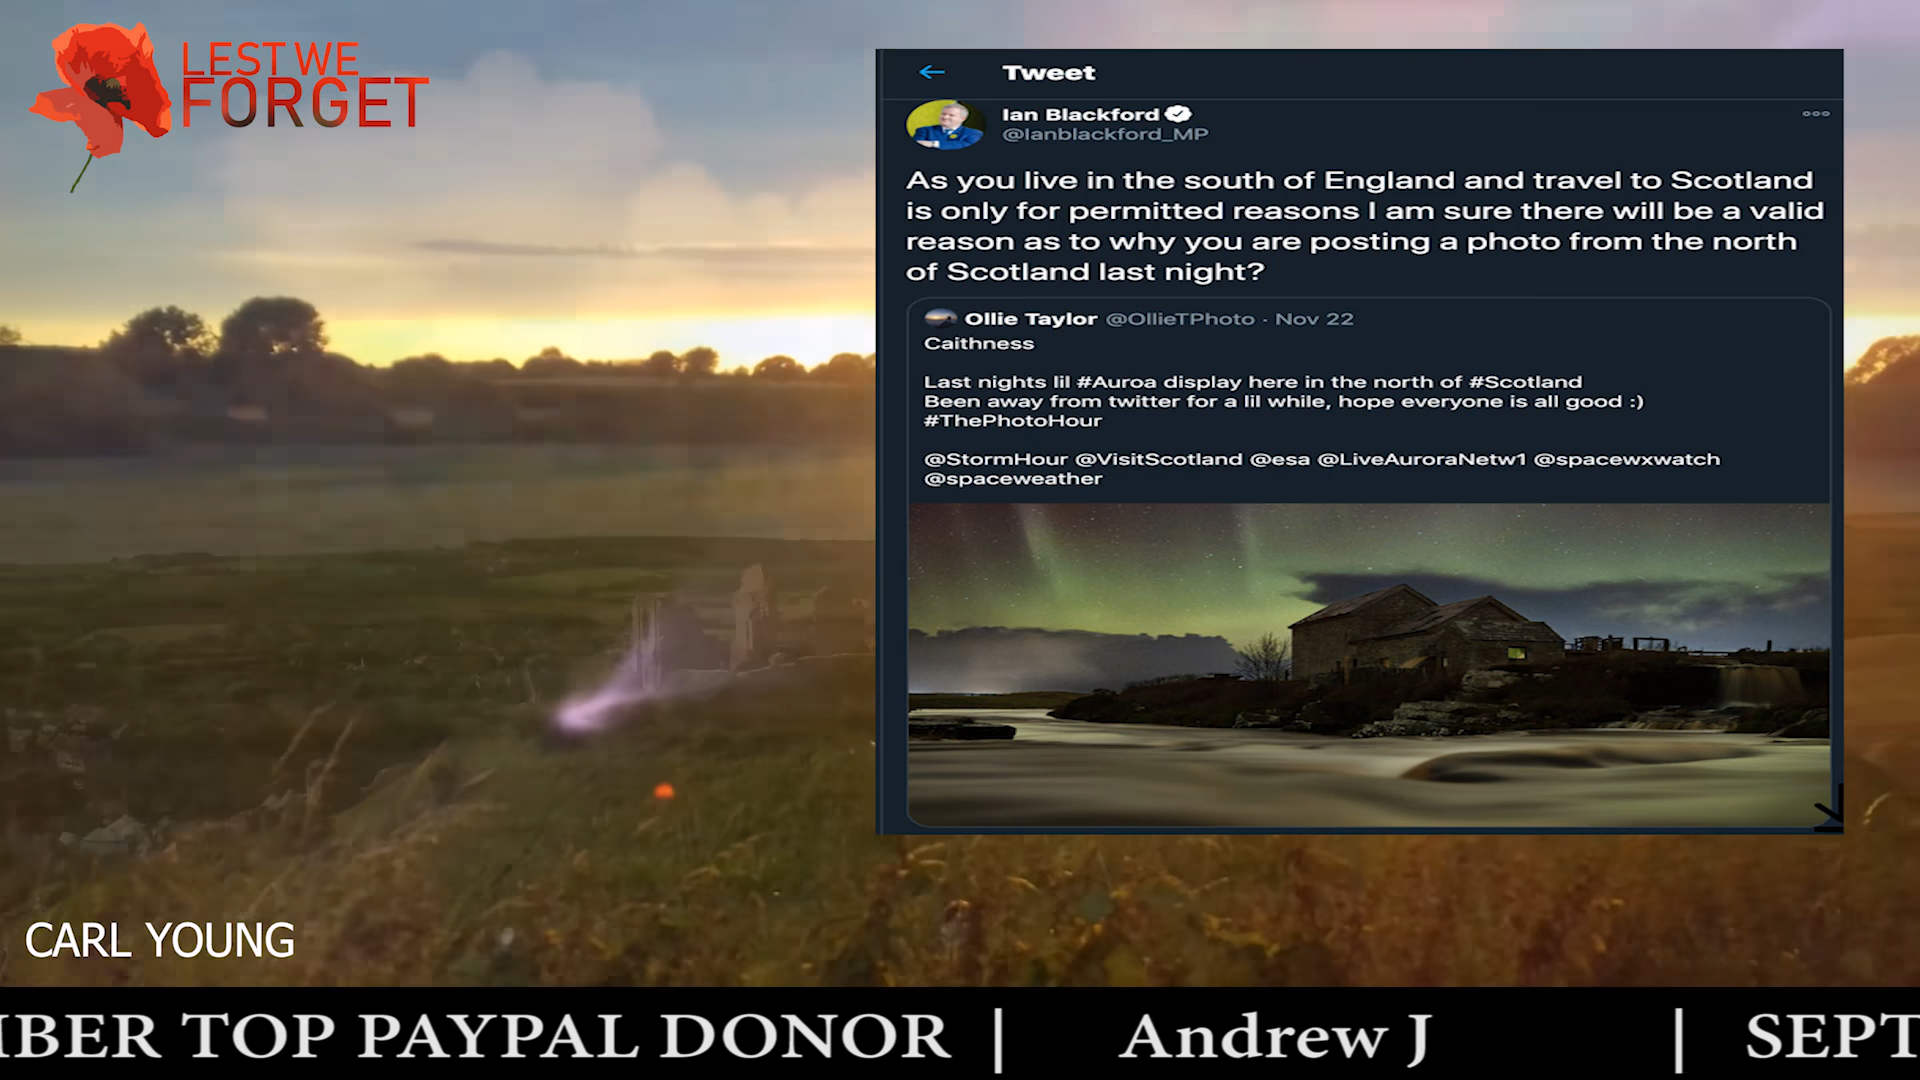 LEST WE
FORGET
Tweet
Ian Blackford
@Ianblackford_MP
As you live in the south of England and travel to Scotland
is only for permitted reasons I am sure there will be a valid
reason as to why you are posting a photo from the north
of Scotland last night?
Ollie Taylor @OllieTPhoto · Nov 22
Caithness
Last nights lil #Auroa display here in the north of #Scotland
Been away from twitter for a lil while, hope everyone is all good :)
#ThePhotoHour
@StormHour @VisitScotland @esa @LiveAuroraNetw1 @spacewxwatch
@spaceweather
CARL YOUNG
MBER TOP PAYPAL DONOR | Andrew J | SEPT